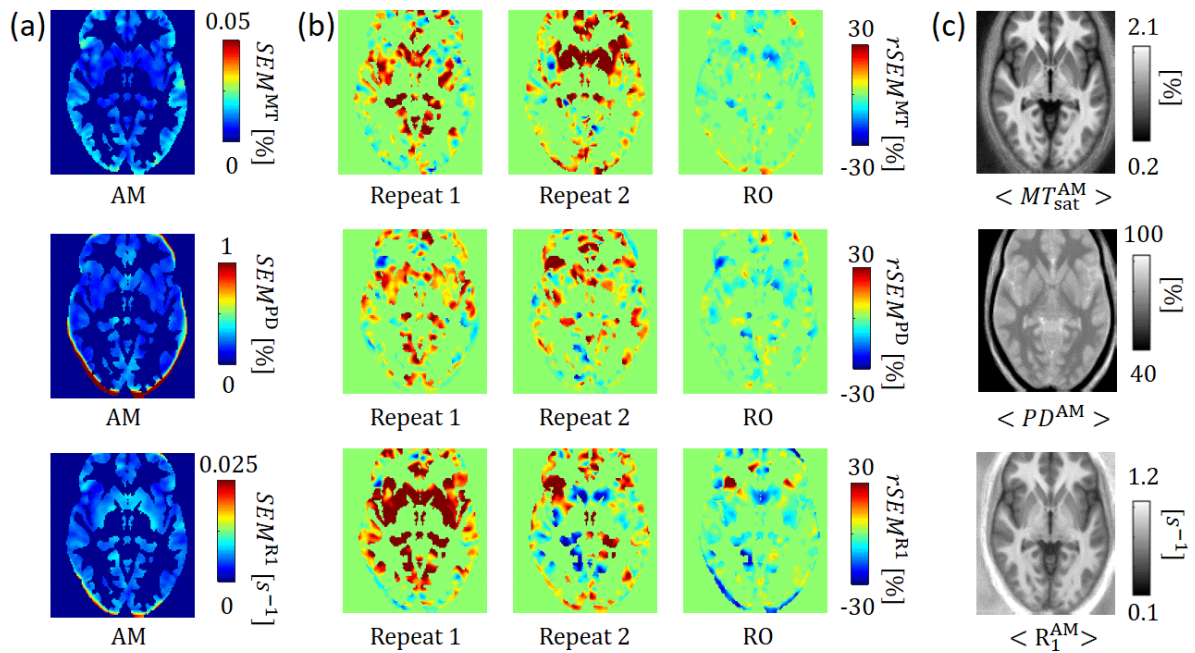 (a)
0.05
SEM^MT [%]
0
AM
(b)
Repeat 1
Repeat 2
RO
30
rSEM^MT [%]
-30
(c)
2.1
[%]
0.2
< MT_sat^AM >
1
SEM^PD [%]
0
AM
Repeat 1
Repeat 2
RO
30
rSEM^PD [%]
-30
100
[%]
40
< PD^AM >
0.025
SEM^R1 [s⁻¹]
0
AM
Repeat 1
Repeat 2
RO
30
rSEM^R1 [%]
-30
1.2
[s⁻¹]
0.1
< R_1^AM >